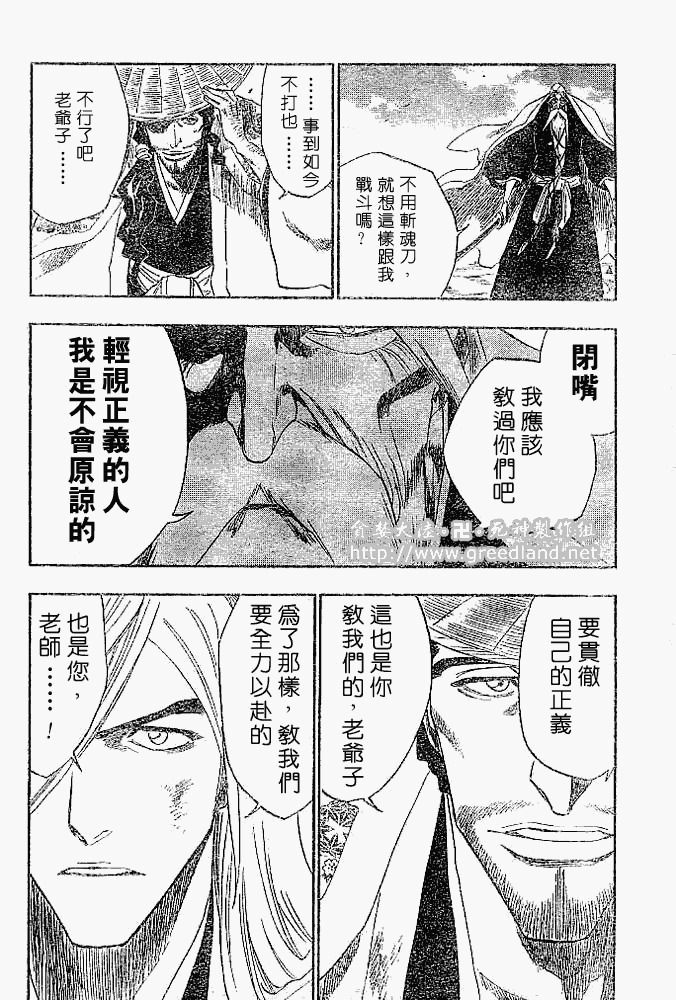 不用斬魂刀，
就想這樣跟我
戰斗嗎？
……事到如今
不打也……
不行了吧
老爺子……
閉嘴
我應該
教過你們吧
輕視正義的人
我是不會原諒的
要貫徹
自己的正義
這也是你
教我們的，老爺子
為了那樣，教我們
要全力以赴的
也是您，
老師……！
http://www.greedland.net